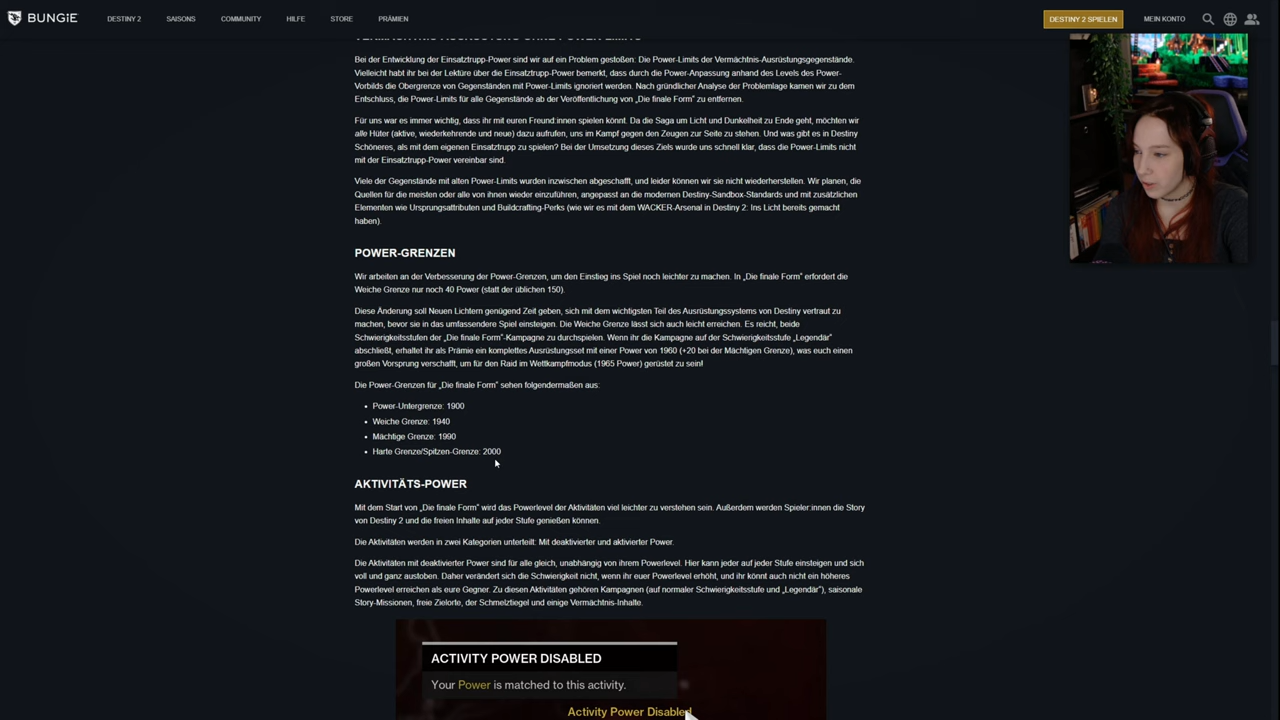 BUNGiE
DESTINY 2
SAISONS
COMMUNITY
HILFE
STORE
PRÄMIEN
DESTINY 2 SPIELEN
MEIN KONTO
Bei der Entwicklung der Einsatztrupp-Power sind wir auf ein Problem gestoßen: Die Power-Limits der Vermächtnis-Ausrüstungsgegenstände.
Vielleicht habt ihr bei der Lektüre über die Einsatztrupp-Power bemerkt, dass durch die Power-Anpassung anhand des Levels des Power-
Vorbilds die Obergrenze von Gegenständen mit Power-Limits ignoriert werden. Nach gründlicher Analyse der Problemlage kamen wir zu dem
Entschluss, die Power-Limits für alle Gegenstände ab der Veröffentlichung von „Die finale Form" zu entfernen.
Für uns war es immer wichtig, dass ihr mit euren Freund:innen spielen könnt. Da die Saga um Licht und Dunkelheit zu Ende geht, möchten wir
alle Hüter (aktive, wiederkehrende und neue) dazu aufrufen, uns im Kampf gegen den Zeugen zur Seite zu stehen. Und was gibt es in Destiny
Schöneres, als mit dem eigenen Einsatztrupp zu spielen? Bei der Umsetzung dieses Ziels wurde uns schnell klar, dass die Power-Limits nicht
mit der Einsatztrupp-Power vereinbar sind.
Viele der Gegenstände mit alten Power-Limits wurden inzwischen abgeschafft, und leider können wir sie nicht wiederherstellen. Wir planen, die
Quellen für die meisten oder alle von ihnen wieder einzuführen, angepasst an die modernen Destiny-Sandbox-Standards und mit zusätzlichen
Elementen wie Ursprungsattributen und Buildcrafting-Perks (wie wir es mit dem WACKER-Arsenal in Destiny 2: Ins Licht bereits gemacht
haben).
POWER-GRENZEN
Wir arbeiten an der Verbesserung der Power-Grenzen, um den Einstieg ins Spiel noch leichter zu machen. In „Die finale Form" erfordert die
Weiche Grenze nur noch 40 Power (statt der üblichen 150).
Diese Änderung soll Neuen Lichtern genügend Zeit geben, sich mit dem wichtigsten Teil des Ausrüstungssystems von Destiny vertraut zu
machen, bevor sie in das umfassendere Spiel einsteigen. Die Weiche Grenze lässt sich auch leicht erreichen. Es reicht, beide
Schwierigkeitsstufen der „Die finale Form"-Kampagne zu durchspielen. Wenn ihr die Kampagne auf der Schwierigkeitsstufe „Legendär"
abschließt, erhaltet ihr als Prämie ein komplettes Ausrüstungsset mit einer Power von 1960 (+20 bei der Mächtigen Grenze), was euch einen
großen Vorsprung verschafft, um für den Raid im Wettkampfmodus (1965 Power) gerüstet zu sein!
Die Power-Grenzen für „Die finale Form" sehen folgendermaßen aus:
• Power-Untergrenze: 1900
• Weiche Grenze: 1940
• Mächtige Grenze: 1990
• Harte Grenze/Spitzen-Grenze: 2000
AKTIVITÄTS-POWER
Mit dem Start von „Die finale Form" wird das Powerlevel der Aktivitäten viel leichter zu verstehen sein. Außerdem werden Spieler:innen die Story
von Destiny 2 und die freien Inhalte auf jeder Stufe genießen können.
Die Aktivitäten werden in zwei Kategorien unterteilt: Mit deaktivierter und aktivierter Power.
Die Aktivitäten mit deaktivierter Power sind für alle gleich, unabhängig von ihrem Powerlevel. Hier kann jeder auf jeder Stufe einsteigen und sich
voll und ganz austoben. Daher verändert sich die Schwierigkeit nicht, wenn ihr euer Powerlevel erhöht, und ihr könnt auch nicht ein höheres
Powerlevel erreichen als eure Gegner. Zu diesen Aktivitäten gehören Kampagnen (auf normaler Schwierigkeitsstufe und „Legendär"), saisonale
Story-Missionen, freie Zielorte, der Schmelztiegel und einige Vermächtnis-Inhalte.
ACTIVITY POWER DISABLED
Your Power is matched to this activity.
Activity Power Disabled